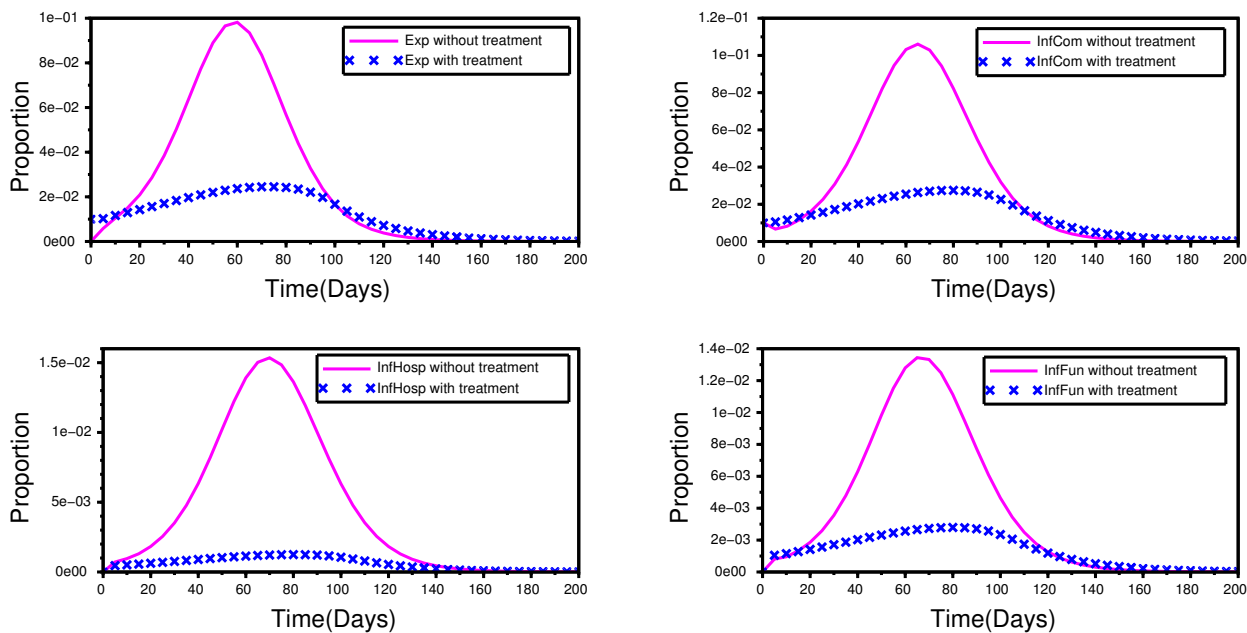 1e−01
8e−02
6e−02
4e−02
2e−02
0e00
Proportion
Exp without treatment
Exp with treatment
0 20 40 60 80 100 120 140 160 180 200
Time(Days)
1.2e−01
1e−01
8e−02
6e−02
4e−02
2e−02
0e00
Proportion
InfCom without treatment
InfCom with treatment
0 20 40 60 80 100 120 140 160 180 200
Time(Days)
1.5e−02
1e−02
5e−03
0e00
Proportion
InfHosp without treatment
InfHosp with treatment
0 20 40 60 80 100 120 140 160 180 200
Time(Days)
1.4e−02
1.2e−02
1e−02
8e−03
6e−03
4e−03
2e−03
0e00
Proportion
InfFun without treatment
InfFun with treatment
0 20 40 60 80 100 120 140 160 180 200
Time(Days)